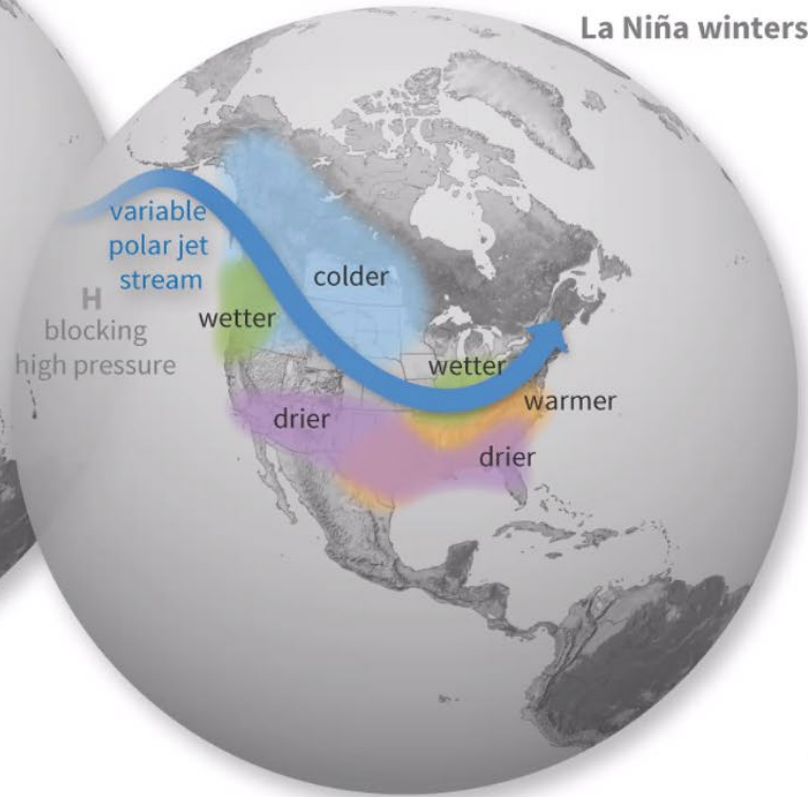 La Niña winters
variable
polar jet
stream
colder
H
blocking
high pressure
wetter
wetter
warmer
drier
drier